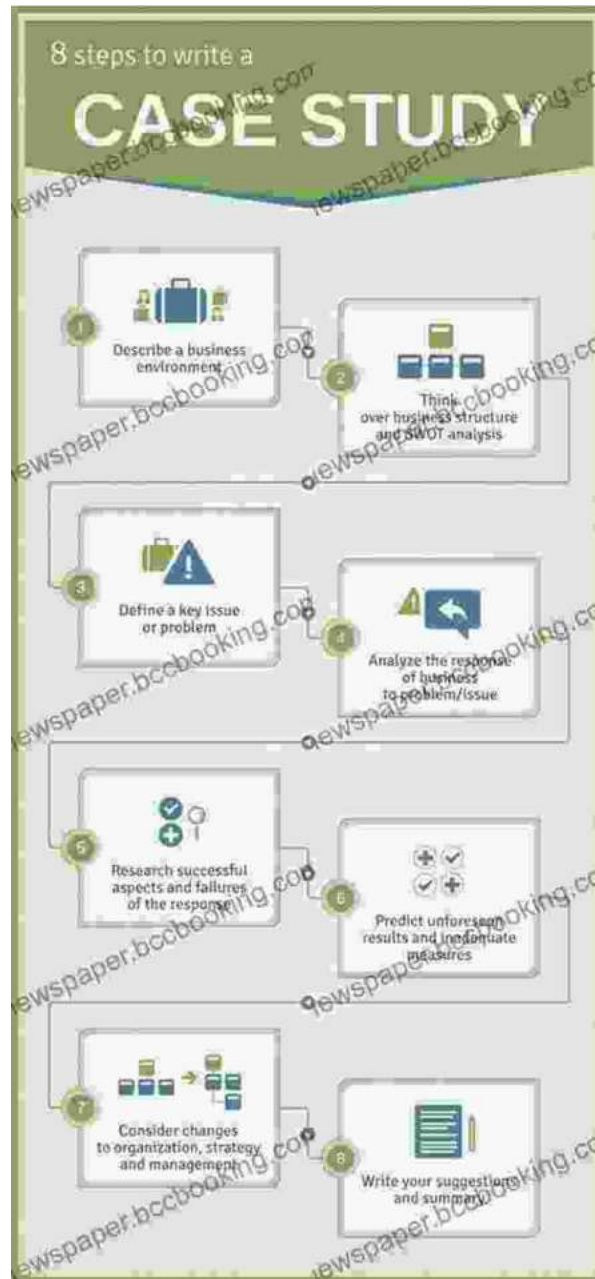 8 steps to write a
CASE STUDY
1
Describe a business
environment
2
Think
over business structure
and SWOT analysis
3
Define a key issue
or problem
4
Analyze the response
of business
to problem/issue
5
Research successful
aspects and failures
of the response
6
Predict unforeseen
results and inadequate
measures
7
Consider changes
to organization, strategy
and management
8
Write your suggestions
and summary
newspaper.bccbooking.com